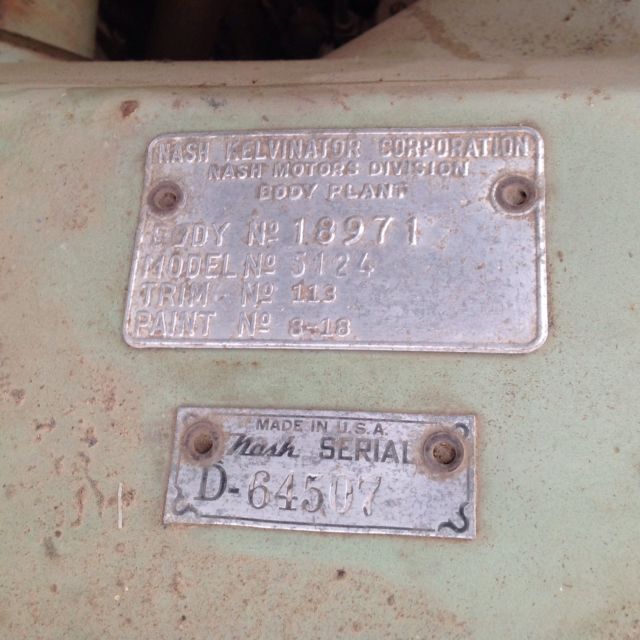 NASH KELVINATOR CORPORATION
NASH MOTORS DIVISION
BODY PLANT
BODY No 18971
MODEL No 5124
TRIM No 113
PAINT No 8-18
MADE IN U.S.A.
Nash SERIAL
D-64507